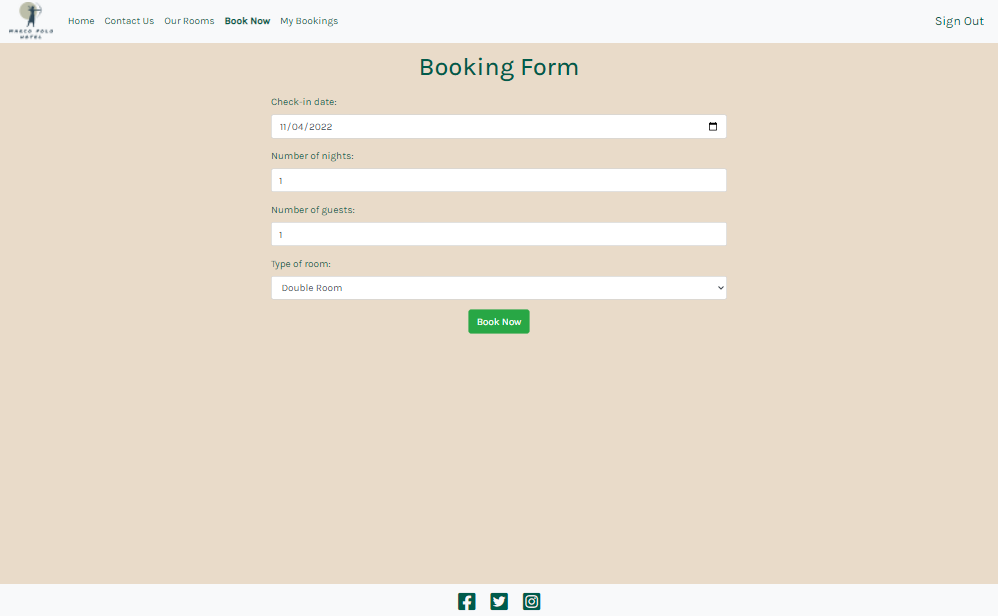 MARCO POLO
HOTEL
Home Contact Us Our Rooms Book Now My Bookings Sign Out
Booking Form
Check-in date:
11/04/2022
Number of nights:
1
Number of guests:
1
Type of room:
Double Room
Book Now